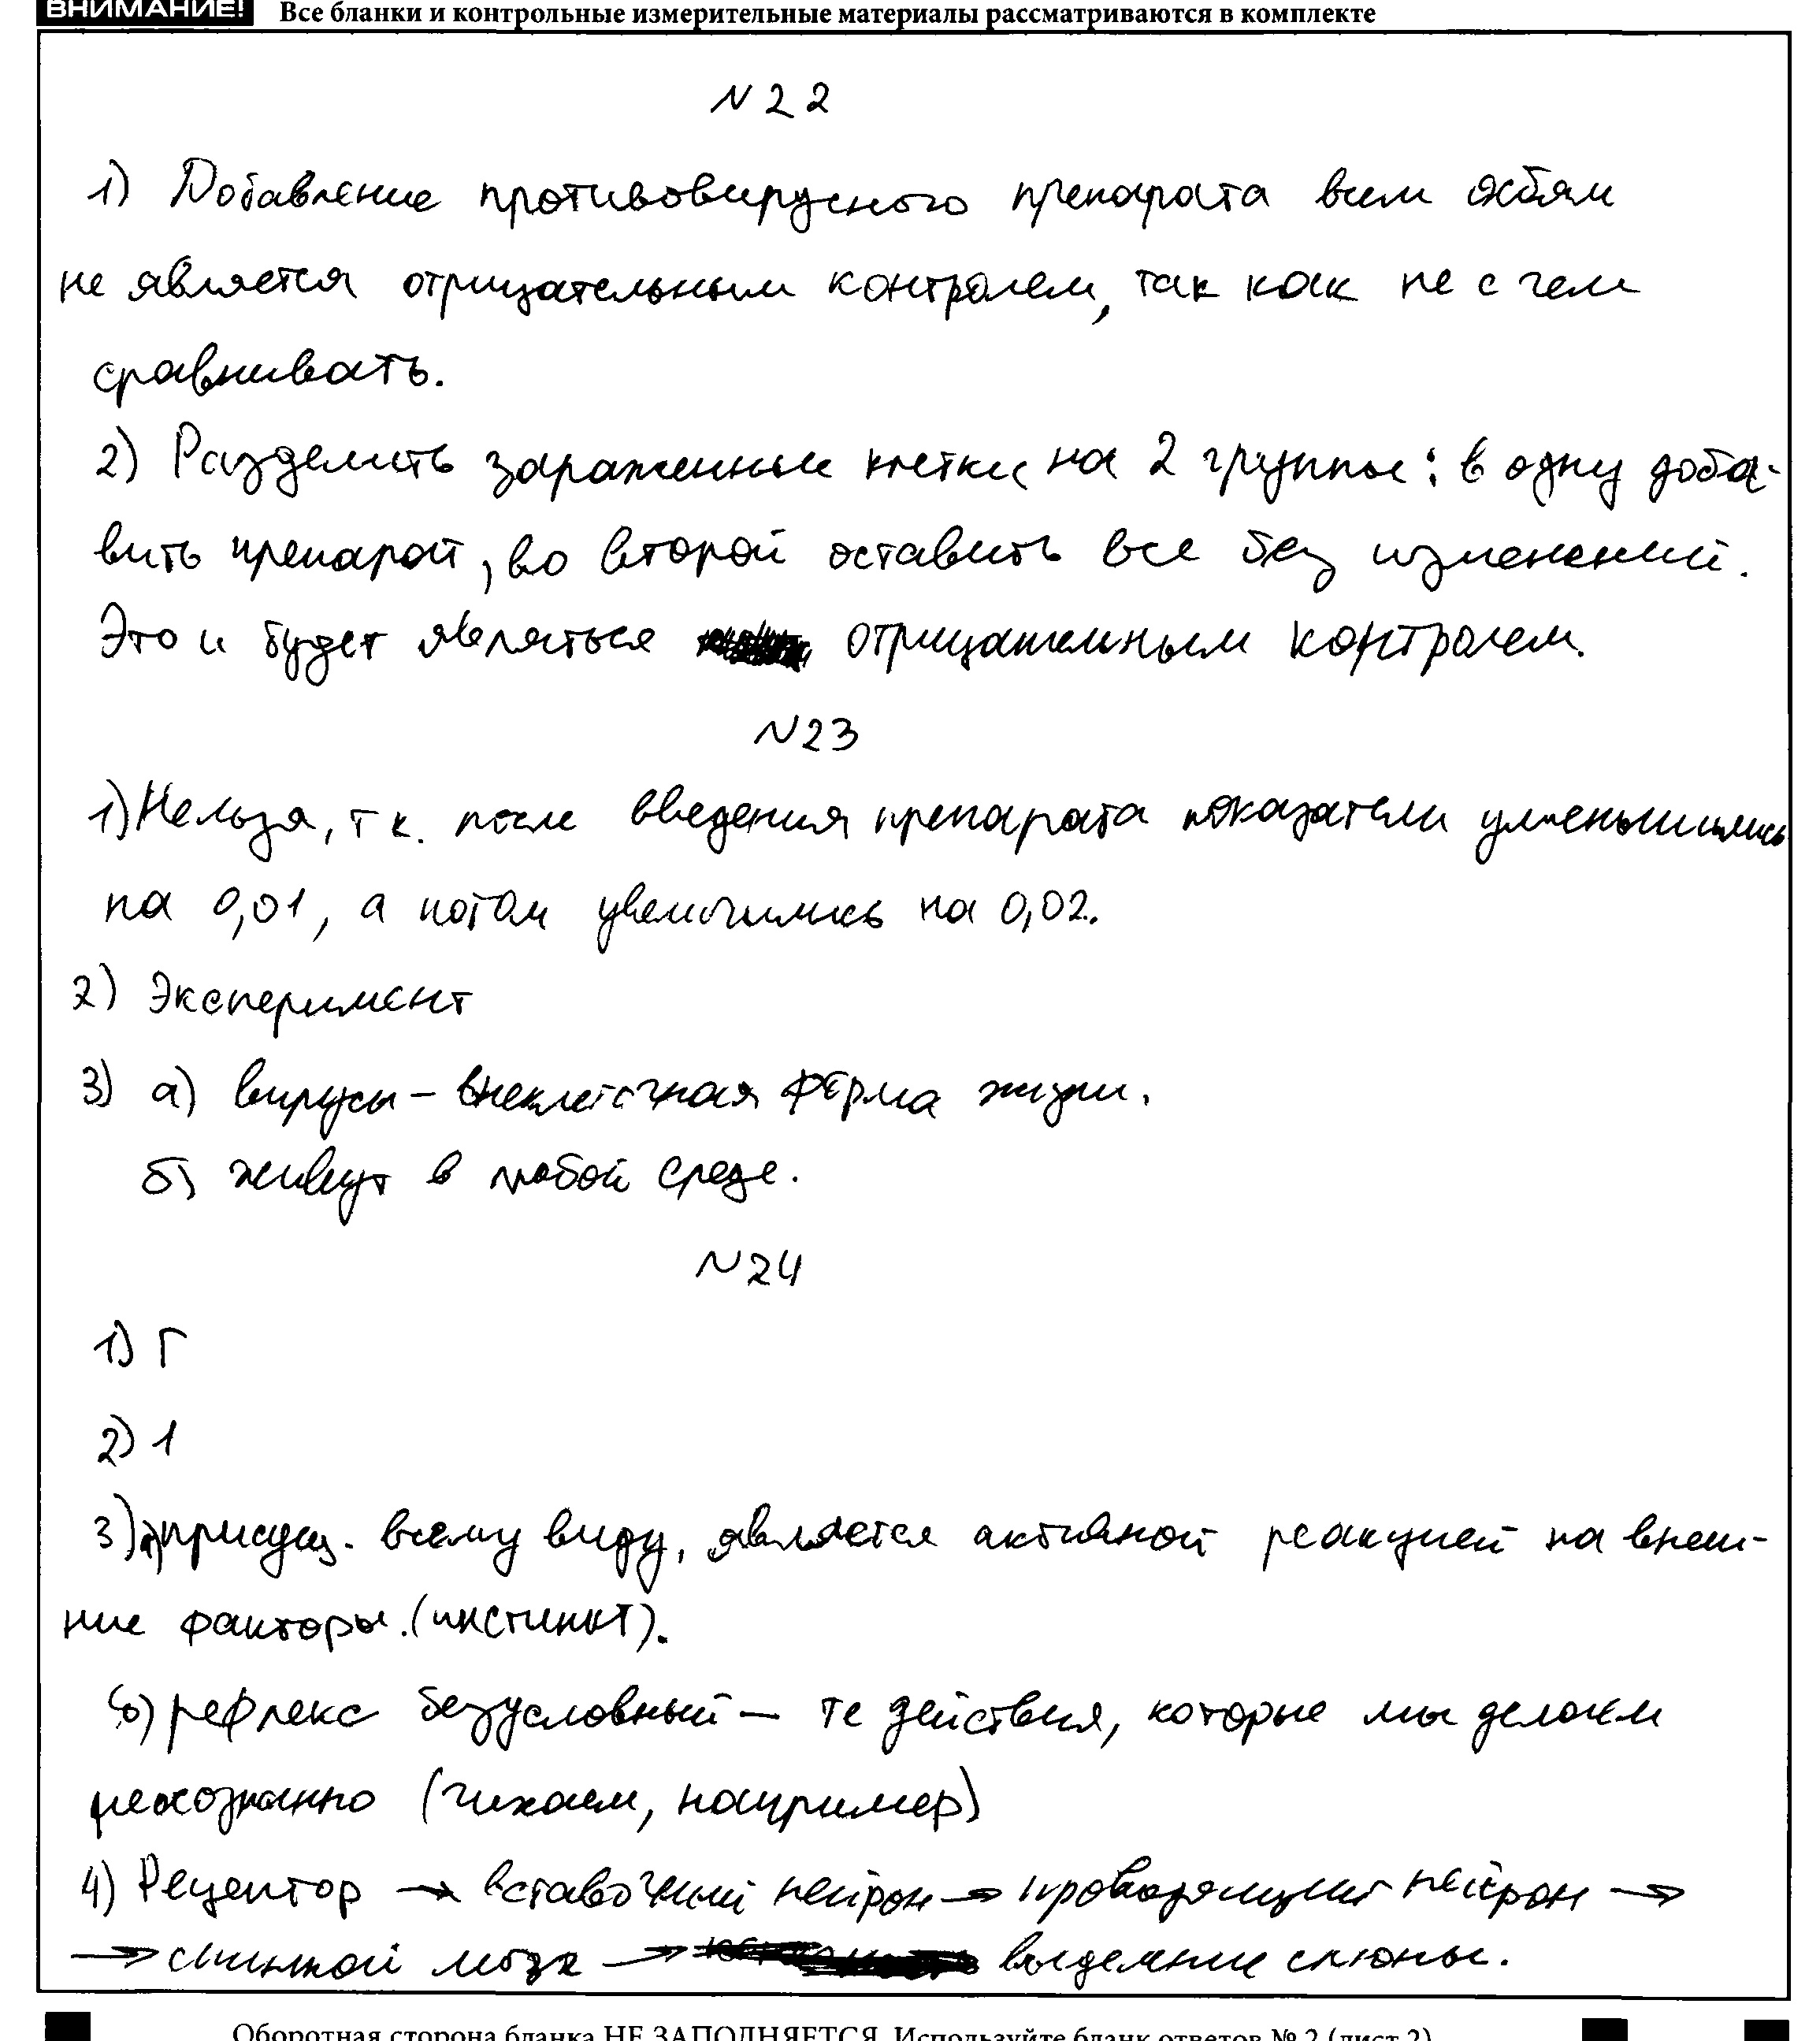 ВНИМАНИЕ! Все бланки и контрольные измерительные материалы рассматриваются в комплекте
N 22
1) Добавление противовирусного препарата всем особям
не является отрицательным контролем, так как не с чем
сравнивать.
2) Разделить зараженные клетки на 2 группы: в одну доба-
вить препарат, во второй оставить все без изменений.
Это и будет являться отрицательным контролем.
N23
1) Нельзя, т к. после введения препарата показатели уменьшились
на 0,01, а потом увеличились на 0,02.
2) Эксперимент
3) а) вирусы – внеклеточная форма жизни.
б) живут в любой среде.
N24
1) Г
2) 1
3) а) присущ. всему виду, является активной реакцией на внеш-
ние факторы. (инстинкт).
б) рефлекс безусловный – те действия, которые мы делаем
неосознанно (чихаем, например)
4) Рецептор → вставочный нейрон → проводящий нейрон →
→ спинной мозг → выделение слюны.
Оборотная сторона бланка НЕ ЗАПОЛНЯЕТСЯ. Используйте бланк ответов № 2 (лист 2)